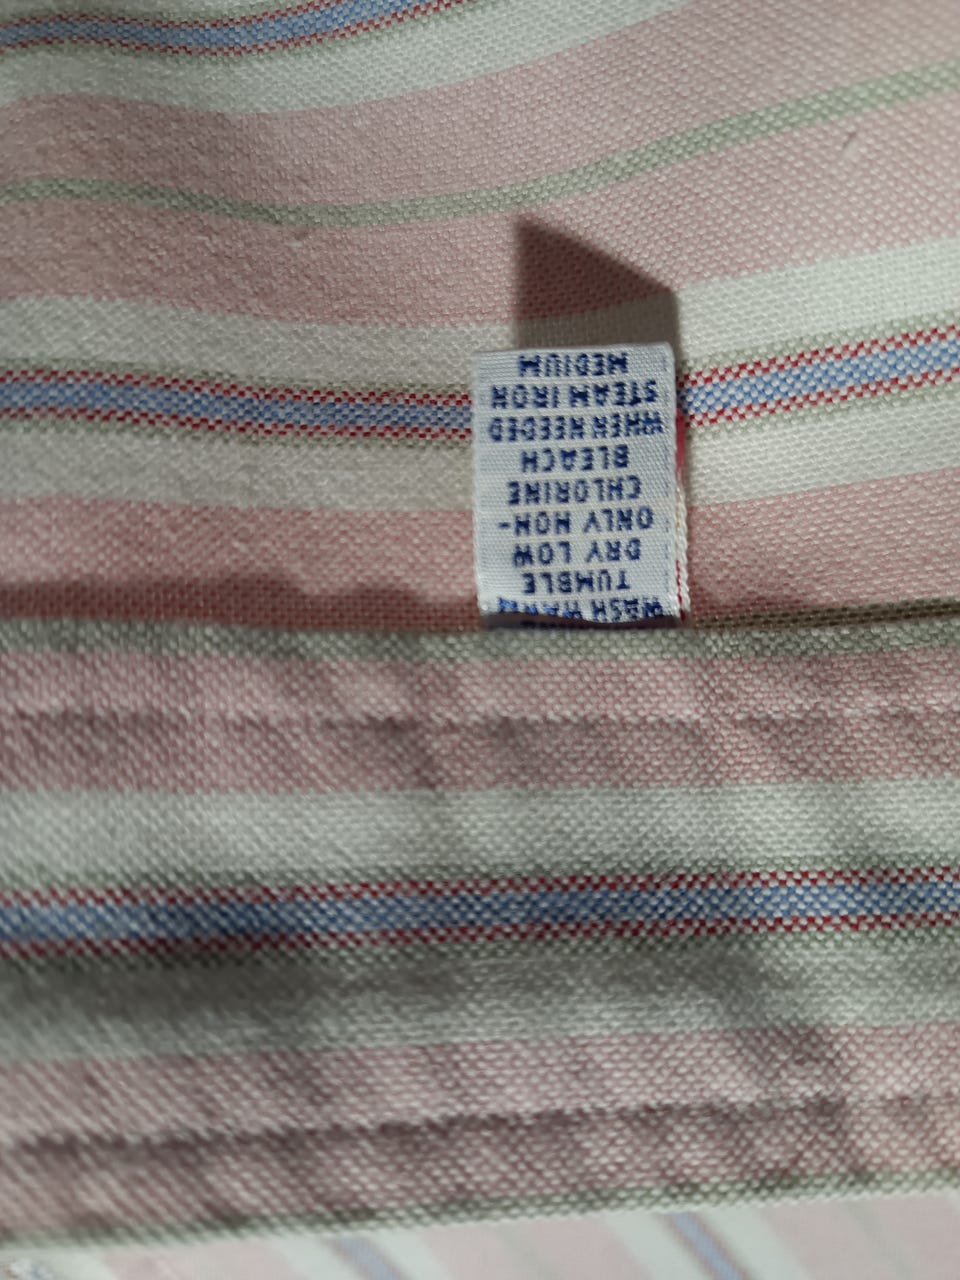 WASH WARM
TUMBLE
DRY LOW
ONLY NON-
CHLORINE
BLEACH
WHEN NEEDED
STEAM IRON
MEDIUM